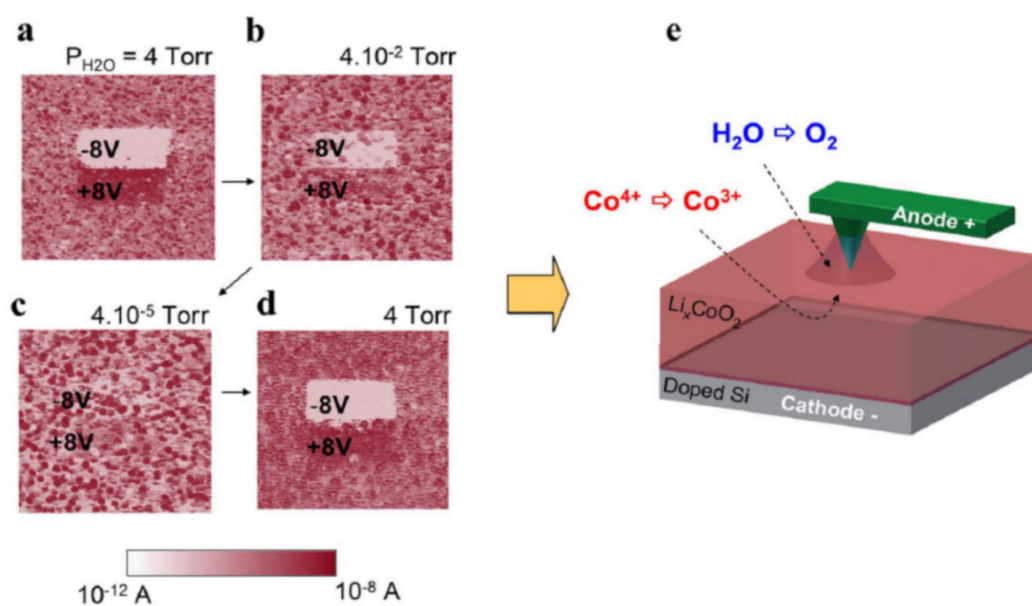 a
P_H2O = 4 Torr
-8V
+8V
b
4.10^-2 Torr
-8V
+8V
c
4.10^-5 Torr
-8V
+8V
d
4 Torr
-8V
+8V
10^-12 A
10^-8 A
e
H₂O ⇨ O₂
Co⁴⁺ ⇨ Co³⁺
Anode +
LiₓCoO₂
Doped Si
Cathode -